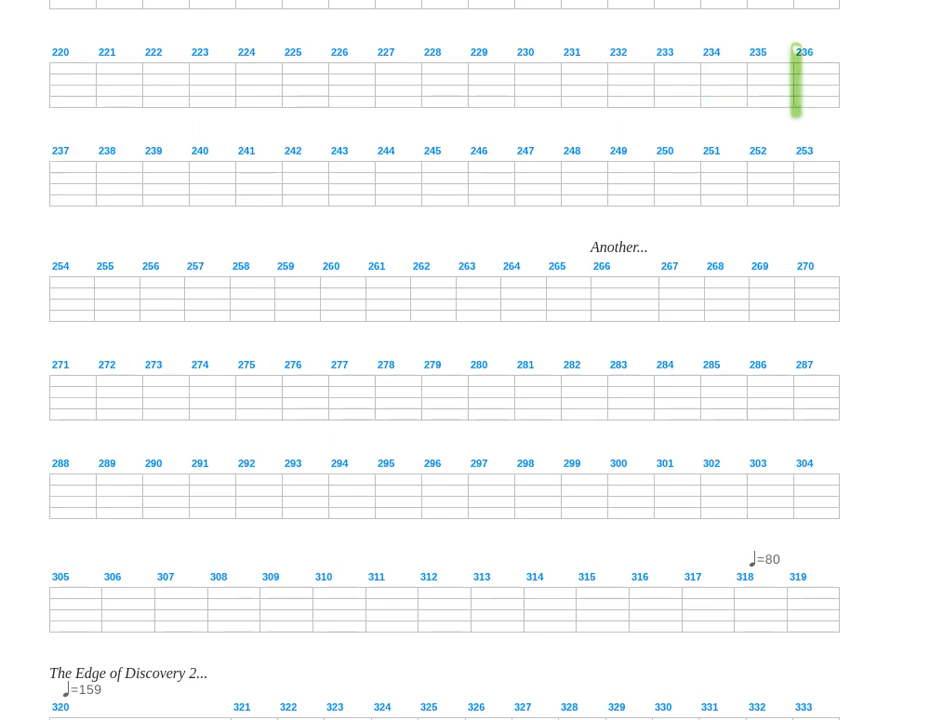 220 221 222 223 224 225 226 227 228 229 230 231 232 233 234 235 236
237 238 239 240 241 242 243 244 245 246 247 248 249 250 251 252 253
Another...
254 255 256 257 258 259 260 261 262 263 264 265 266 267 268 269 270
271 272 273 274 275 276 277 278 279 280 281 282 283 284 285 286 287
288 289 290 291 292 293 294 295 296 297 298 299 300 301 302 303 304
=80
305 306 307 308 309 310 311 312 313 314 315 316 317 318 319
The Edge of Discovery 2...
=159
320 321 322 323 324 325 326 327 328 329 330 331 332 333